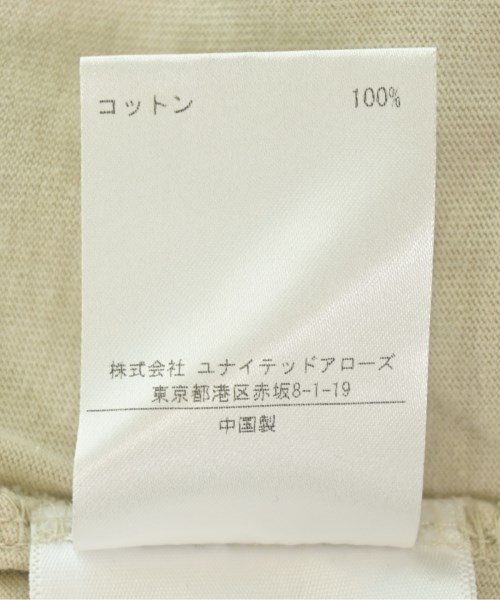 コットン 100%
株式会社 ユナイテッドアローズ
東京都港区赤坂8-1-19
中国製